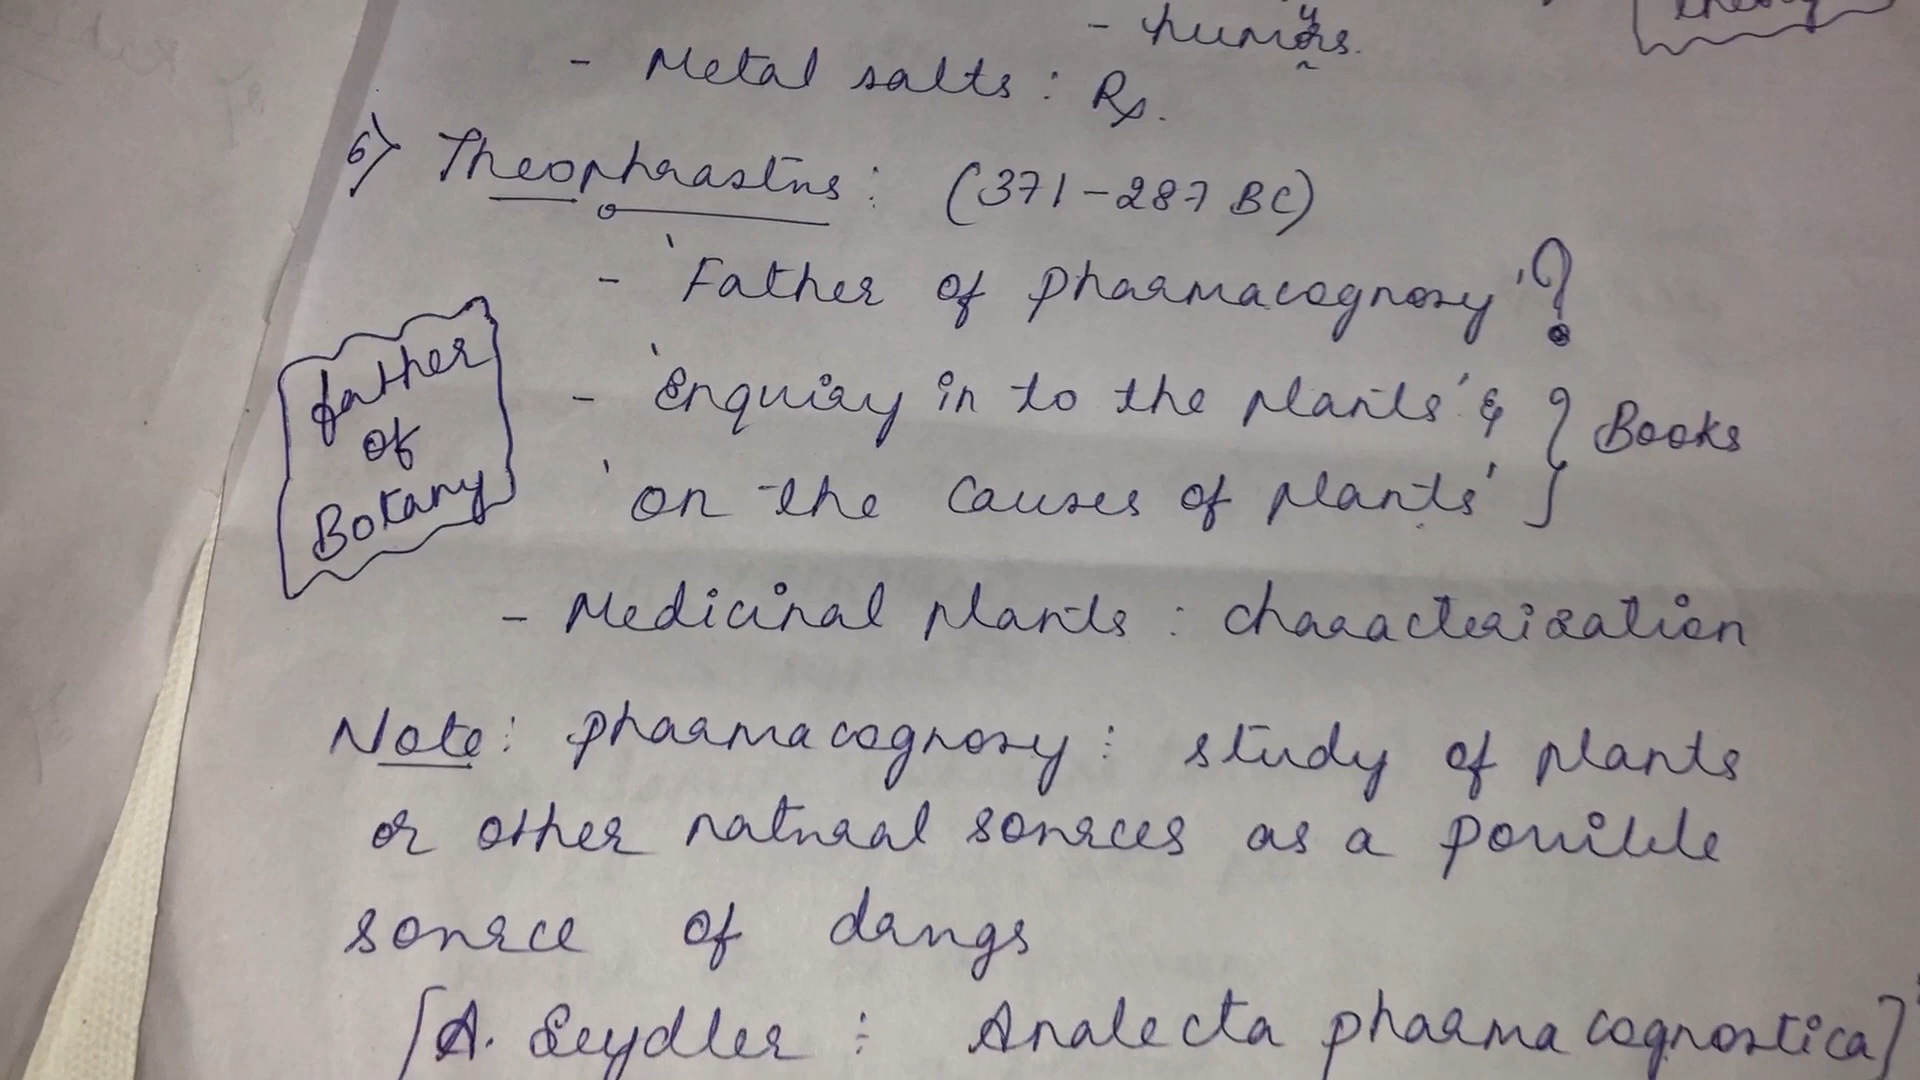 - humors.
- Metal salts : Rx.
6) Theophrastus : (371-287 BC)
- 'Father of pharmacognosy' ?
father
of
Botany
- 'Enquiry in to the plants' & } Books
'on the causes of plants'
- Medicinal plants : characterization
Note : pharmacognosy : study of plants
or other natural sources as a possible
source of drugs
[A. Seydler : Analecta pharmacognostica]